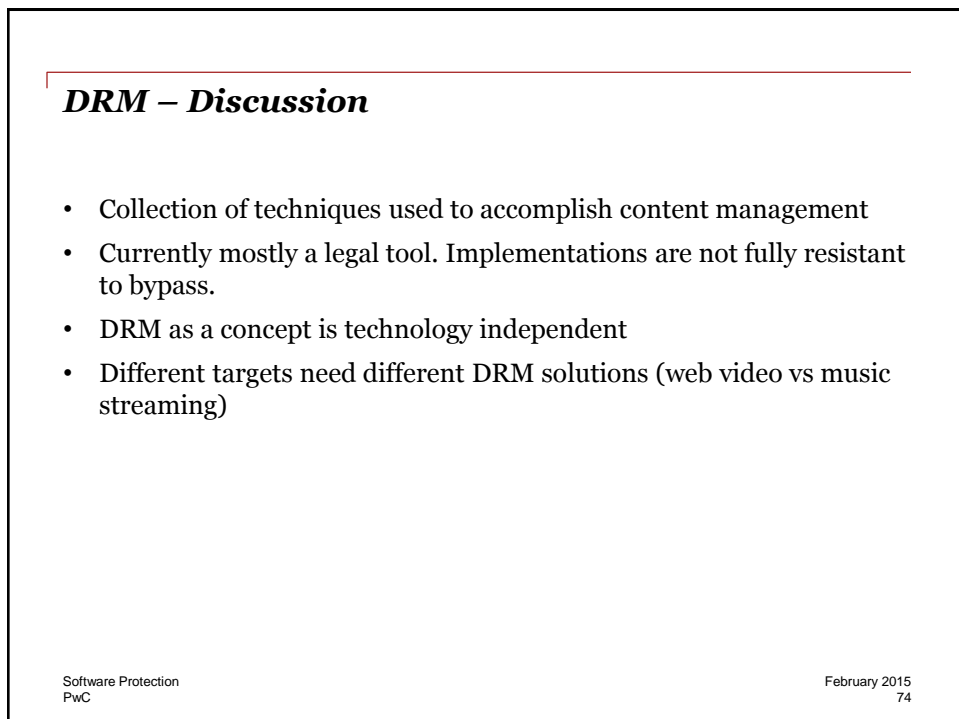 DRM – Discussion
• Collection of techniques used to accomplish content management
• Currently mostly a legal tool. Implementations are not fully resistant
to bypass.
• DRM as a concept is technology independent
• Different targets need different DRM solutions (web video vs music
streaming)
Software Protection
PwC
February 2015
74